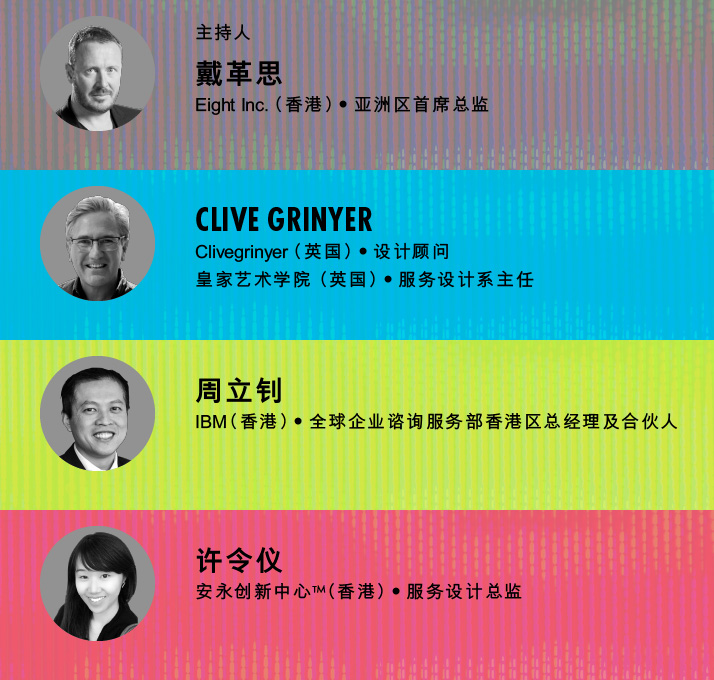 主持人
戴革思
Eight Inc.（香港）• 亚洲区首席总监
CLIVE GRINYER
Clivegrinyer（英国）• 设计顾问
皇家艺术学院（英国）• 服务设计系主任
周立钊
IBM（香港）• 全球企业谘询服务部香港区总经理及合伙人
许令仪
安永创新中心™（香港）• 服务设计总监